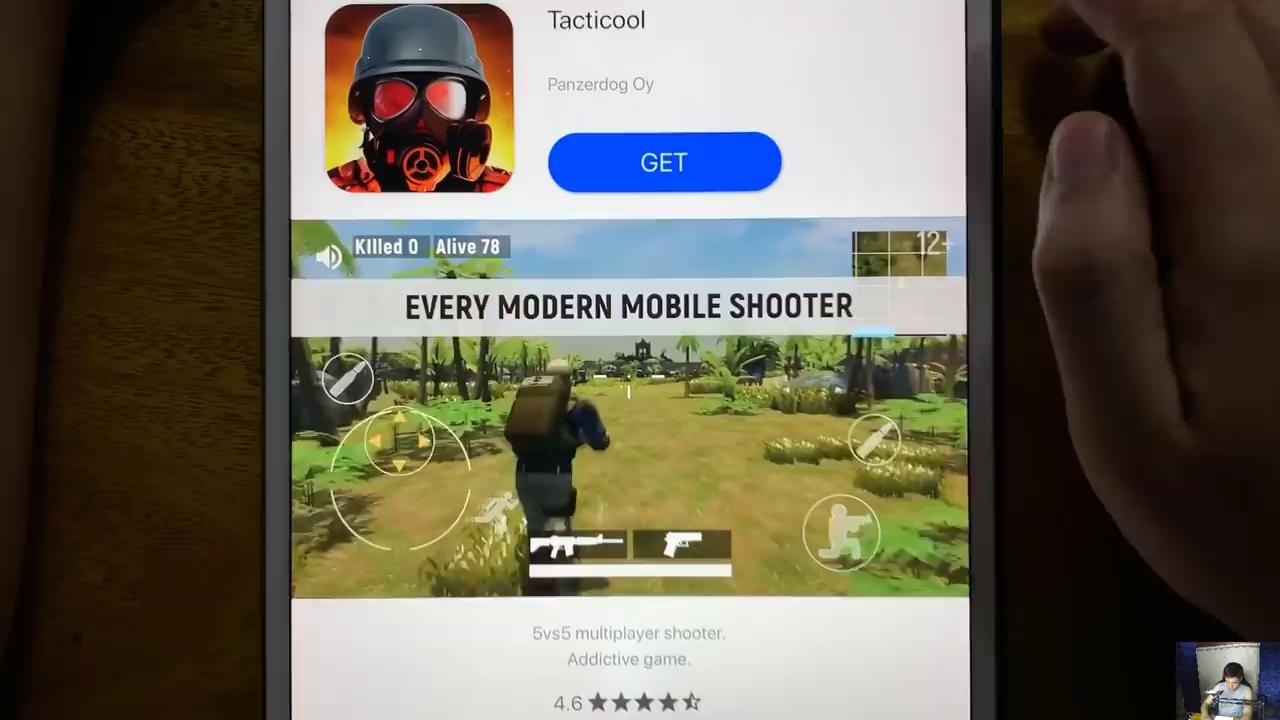 Tacticool
Panzerdog Oy
GET
KIlled 0 Alive 78
12+
EVERY MODERN MOBILE SHOOTER
5vs5 multiplayer shooter.
Addictive game.
4.6